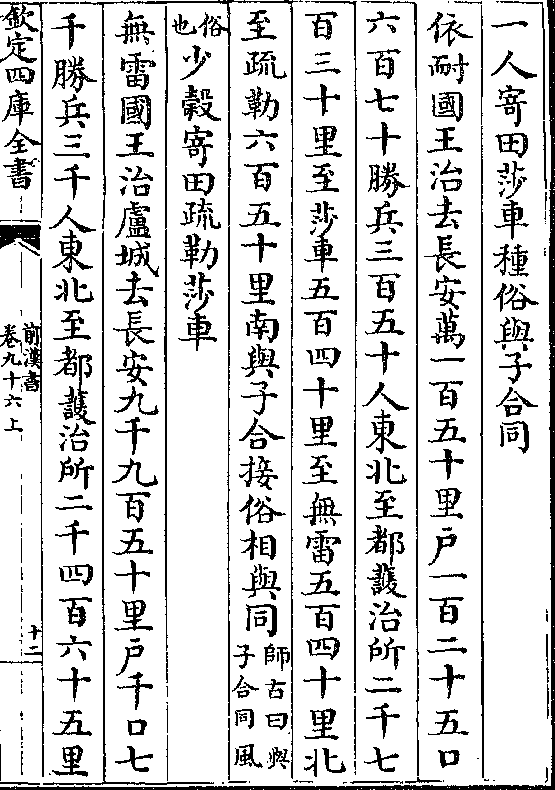 一人寄田莎車種俗與子合同
依耐國王治去長安萬一百五十里戶一百二十五口
六百七十勝兵三百五十人東北至都護治所二千七
百三十里至莎車五百四十里至無雷五百四十里北
至疏勒六百五十里南與子合接俗相與同師古曰與子合同風
俗也少穀寄田疏勒莎車
無雷國王治盧城去長安九千九百五十里戶千口七
千勝兵三千人東北至都護治所二千四百六十五里
欽定四庫全書
前漢書
卷九十六上
十二